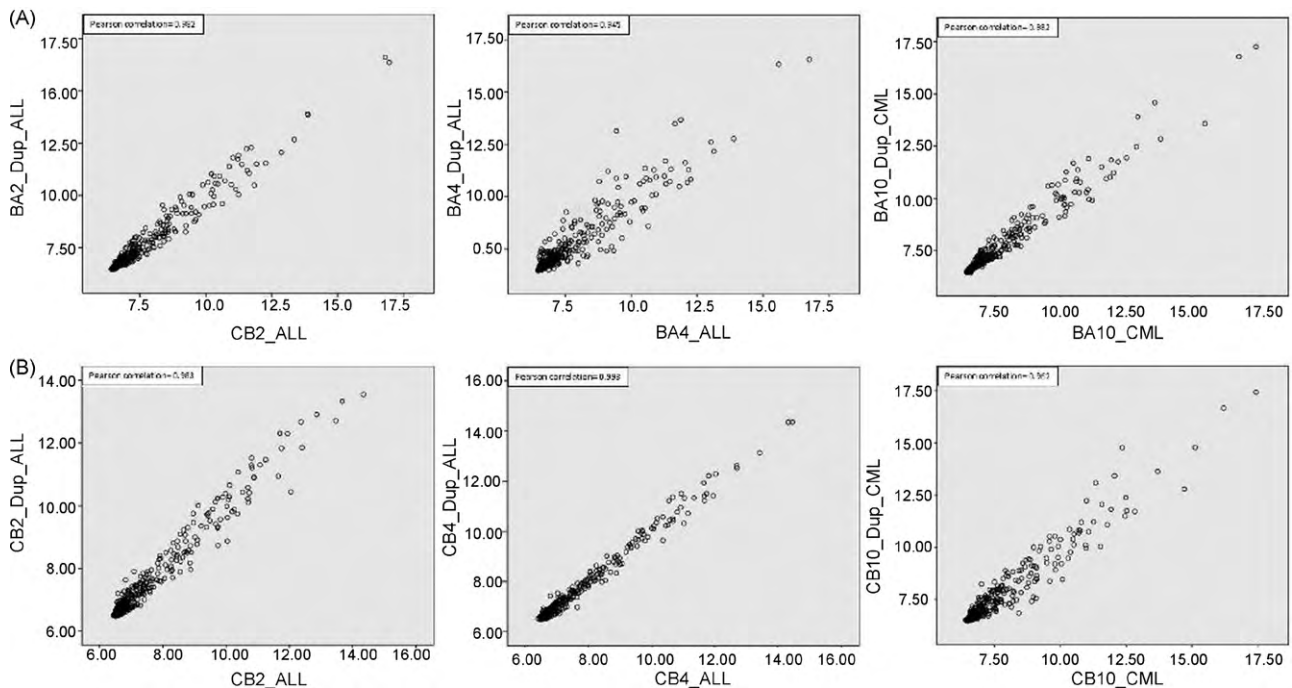 (A)
Pearson correlation= 0.982
17.50
16.00
12.50
10.00
7.50
BA2_Dup_ALL
7.5 10.0 12.5 15.0 17.5
CB2_ALL
Pearson correlation= 0.945
17.50
15.00
12.50
10.00
0.50
BA4_Dup_ALL
7.5 10.0 12.5 15.0 17.5
BA4_ALL
Pearson correlation= 0.982
17.50
15.00
12.50
10.00
7.50
BA10_Dup_CML
7.50 10.00 12.50 15.00 17.50
BA10_CML
(B)
Pearson correlation= 0.983
14.00
12.00
10.00
8.00
6.00
CB2_Dup_ALL
6.00 8.00 10.00 12.00 14.00 16.00
CB2_ALL
Pearson correlation= 0.993
16.00
14.00
12.00
10.00
8.00
6.00
CB4_Dup_ALL
6.00 8.00 10.00 12.00 14.00 16.00
CB4_ALL
Pearson correlation=
17.50
15.00
12.50
10.00
7.50
CB10_Dup_CML
7.50 10.00 12.50 15.00 17.50
CB10_CML